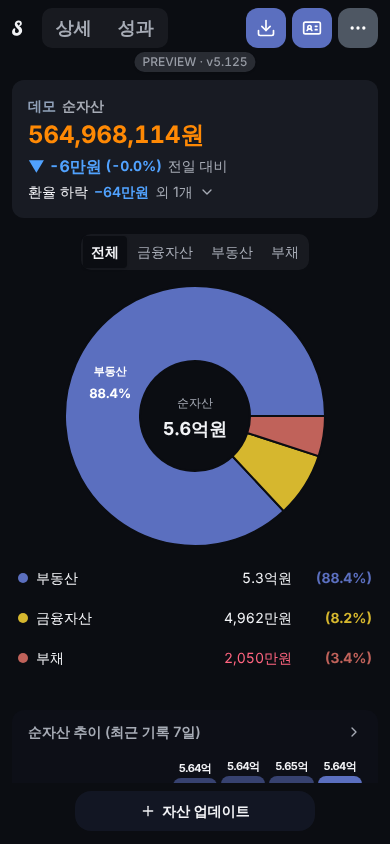 상세 성과
PREVIEW · v5.125
데모 순자산
564,968,114원
▼ -6만원 (-0.0%) 전일 대비
환율 하락 -64만원 외 1개
전체 금융자산 부동산 부채
부동산
88.4%
순자산
5.6억원
부동산 5.3억원 (88.4%)
금융자산 4,962만원 (8.2%)
부채 2,050만원 (3.4%)
순자산 추이 (최근 기록 7일)
5.64억 5.64억 5.65억 5.64억
+ 자산 업데이트